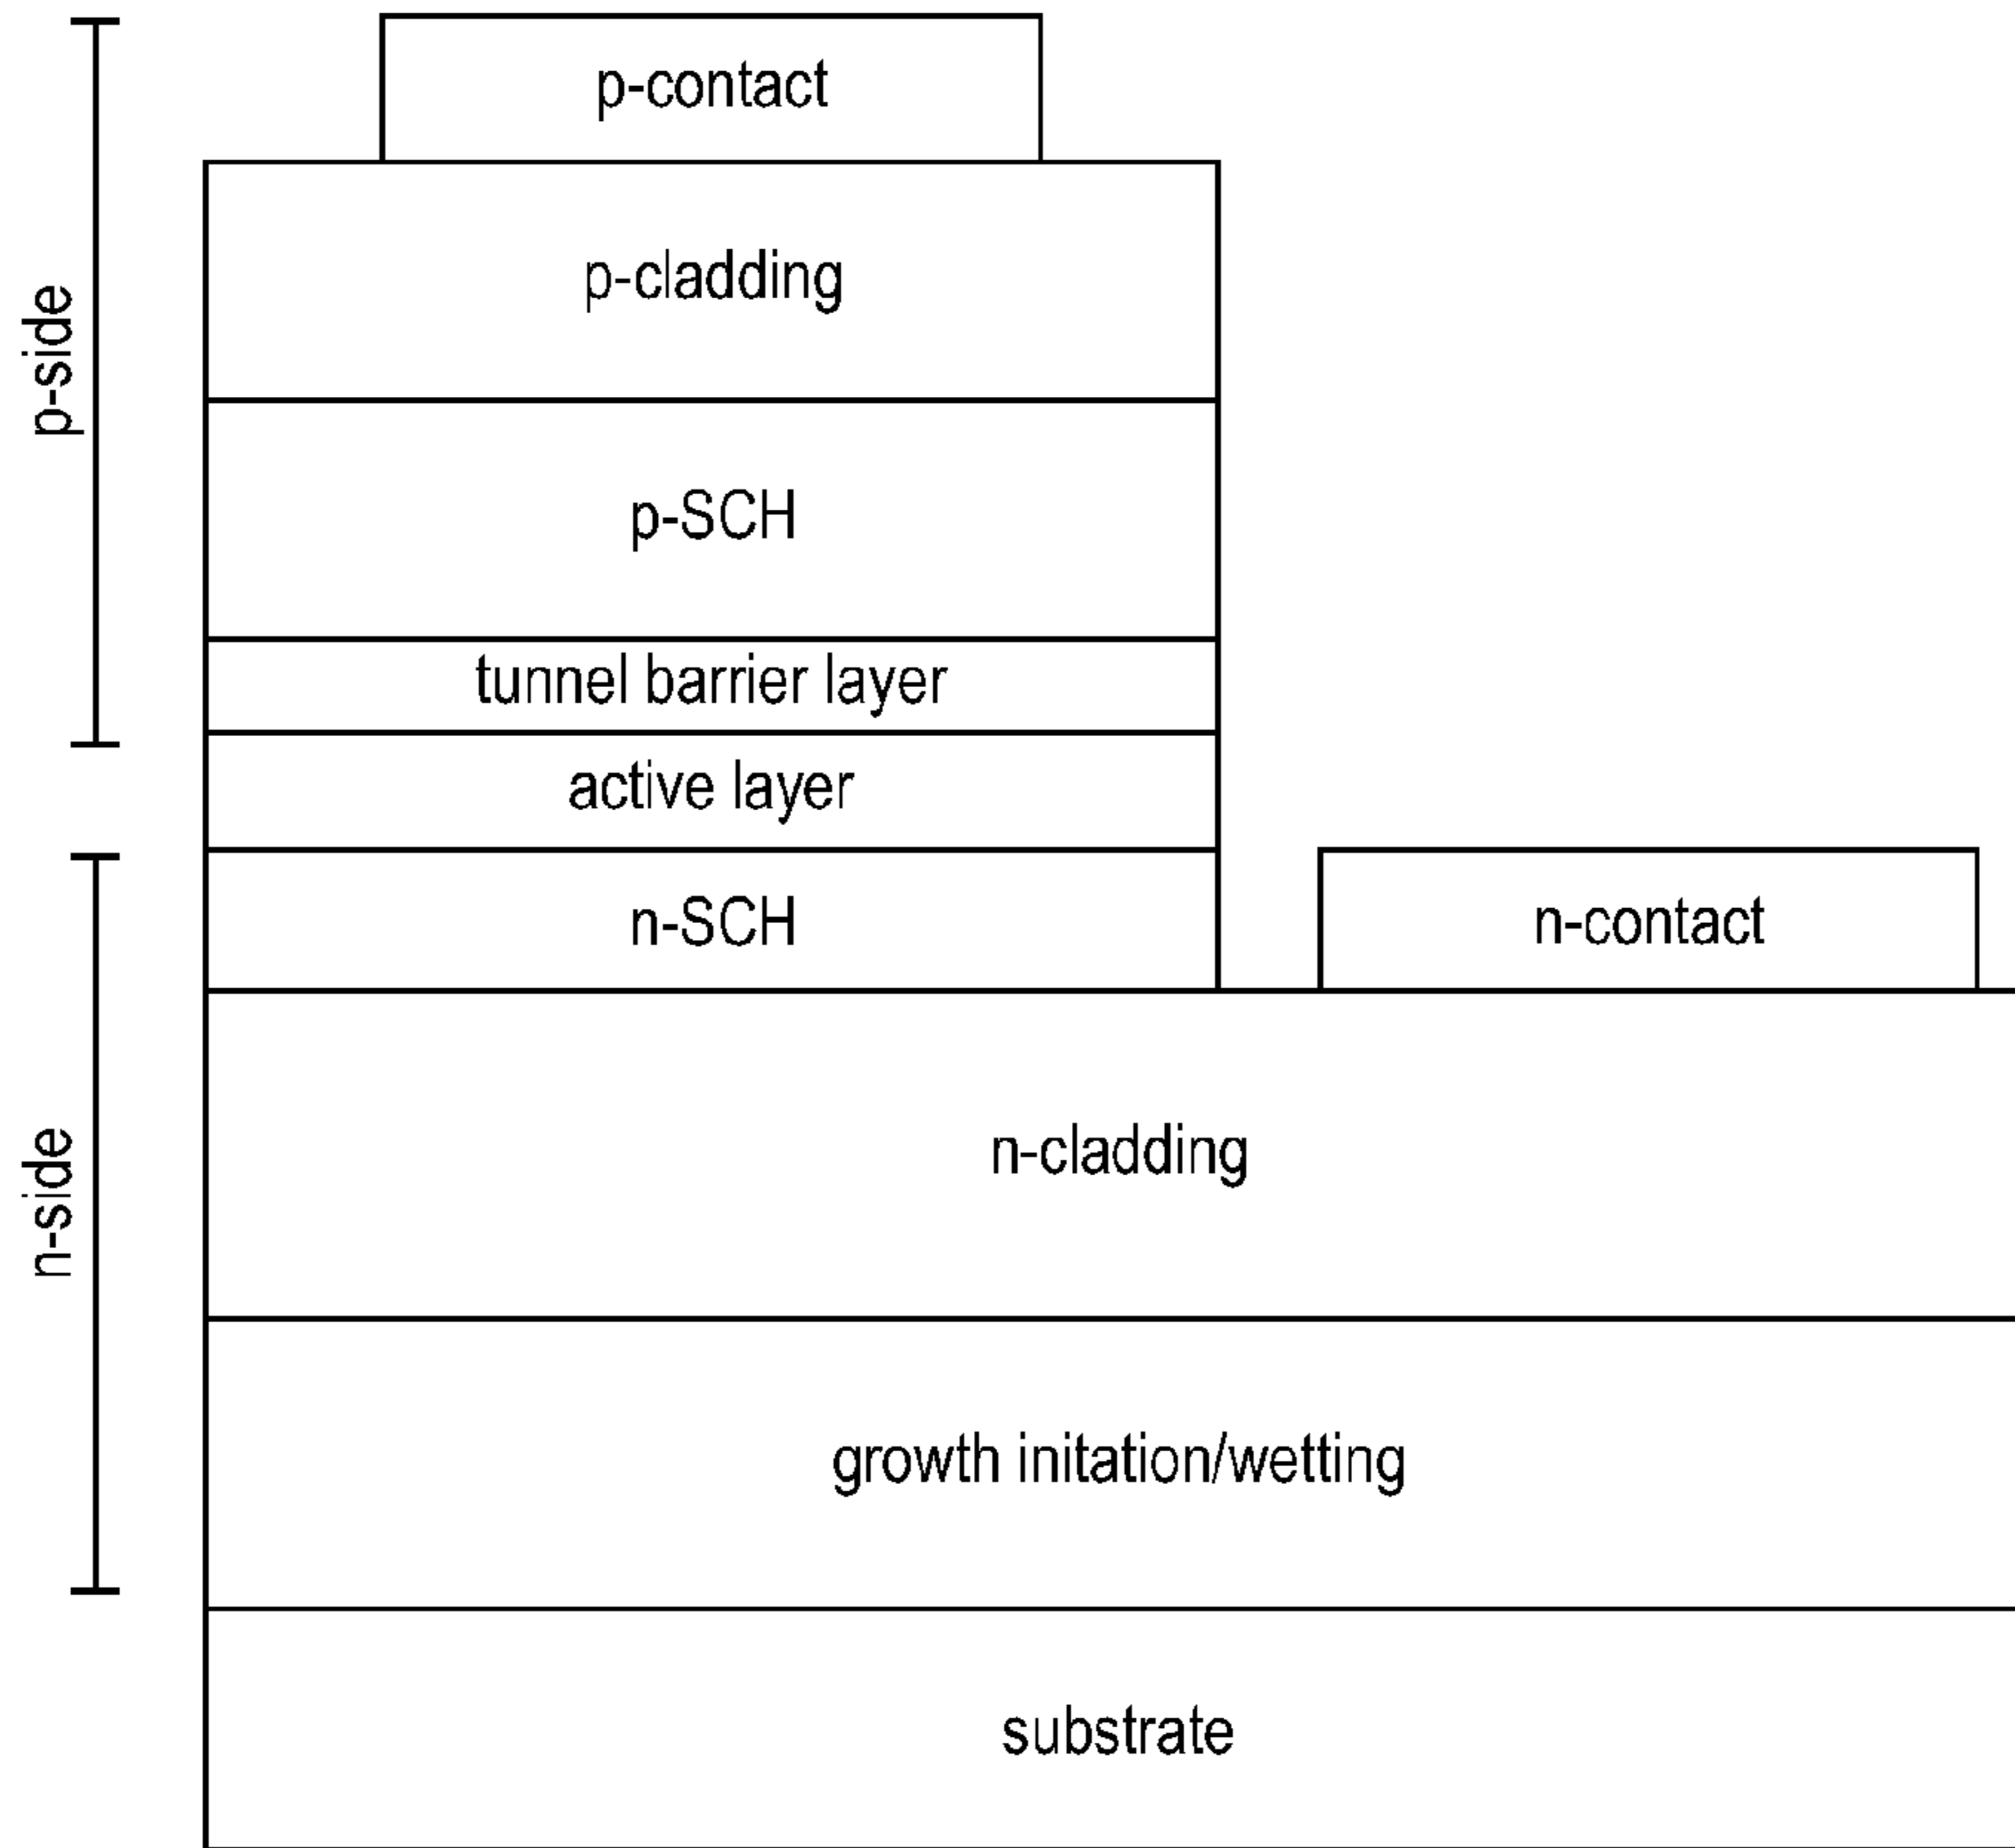 p-contact
p-cladding
p-side
p-SCH
tunnel barrier layer
active layer
n-SCH
n-contact
n-cladding
n-side
growth initation/wetting
substrate